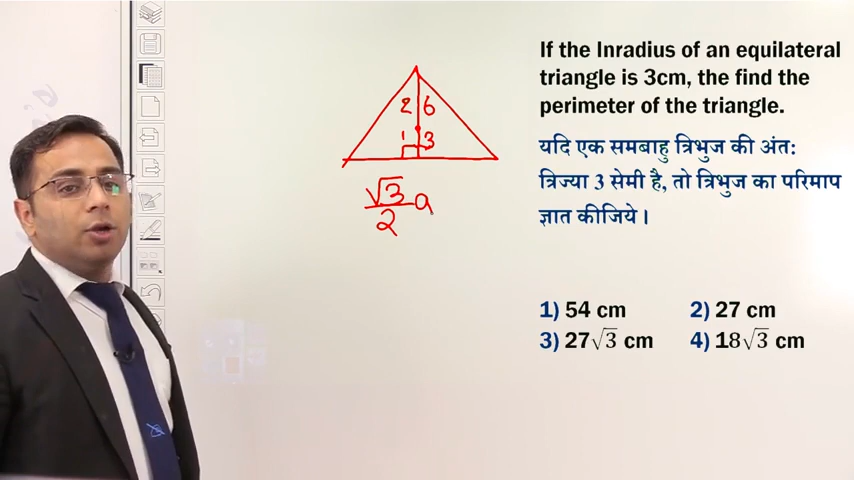 If the Inradius of an equilateral
triangle is 3cm, the find the
perimeter of the triangle.
यदि एक समबाहु त्रिभुज की अंत:
त्रिज्या 3 सेमी है, तो त्रिभुज का परिमाप
ज्ञात कीजिये ।
1) 54 cm 2) 27 cm
3) 27√3 cm 4) 18√3 cm
2 6
1 3
√3/2 a